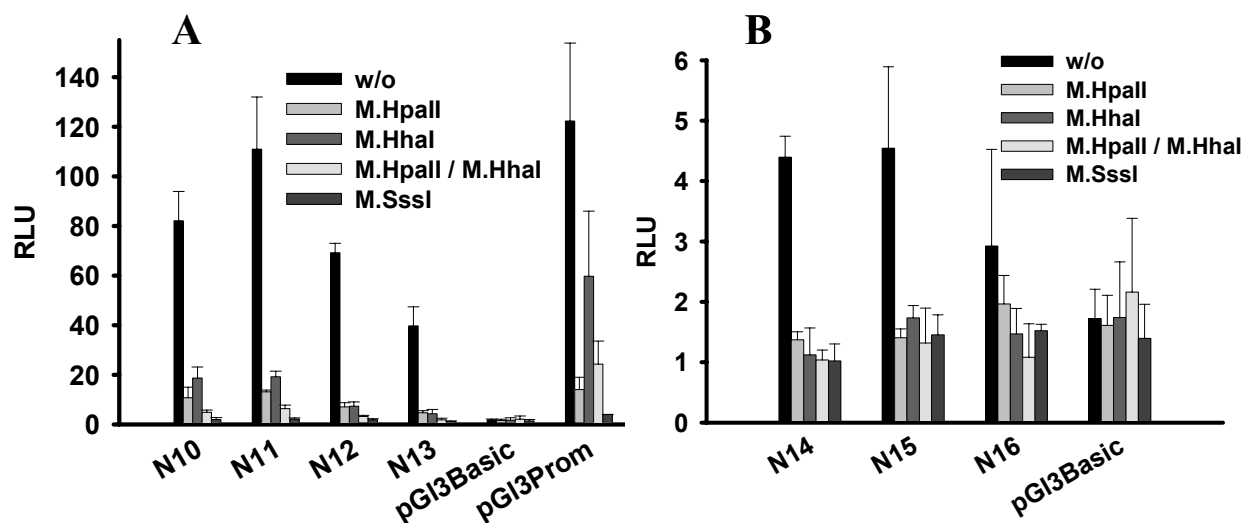 A
RLU
140
120
100
80
60
40
20
0
w/o
M.HpaII
M.HhaI
M.HpaII / M.HhaI
M.SssI
N10
N11
N12
N13
pGl3Basic
pGl3Prom
B
RLU
6
5
4
3
2
1
0
w/o
M.HpaII
M.HhaI
M.HpaII / M.HhaI
M.SssI
N14
N15
N16
pGl3Basic